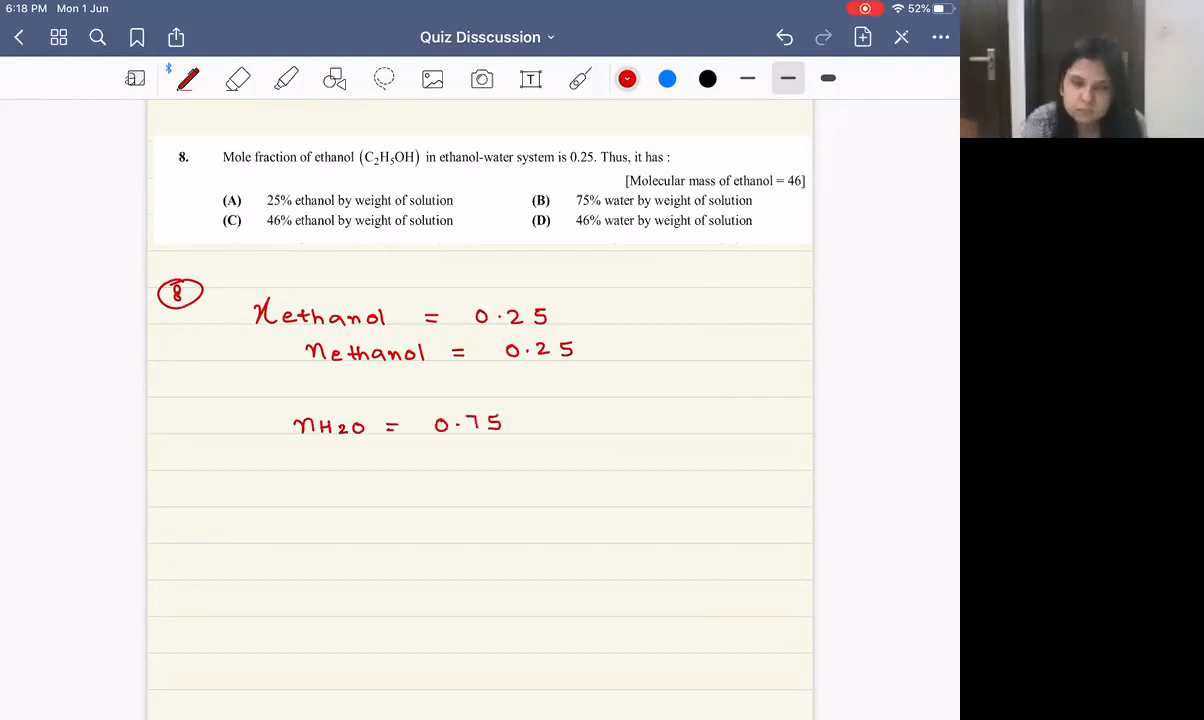 6:18 PM Mon 1 Jun
52%
Quiz Disscussion
T
8. Mole fraction of ethanol (C₂H₅OH) in ethanol-water system is 0.25. Thus, it has :
[Molecular mass of ethanol = 46]
(A) 25% ethanol by weight of solution (B) 75% water by weight of solution
(C) 46% ethanol by weight of solution (D) 46% water by weight of solution
8
xethanol = 0.25
nethanol = 0.25
nH2O = 0.75